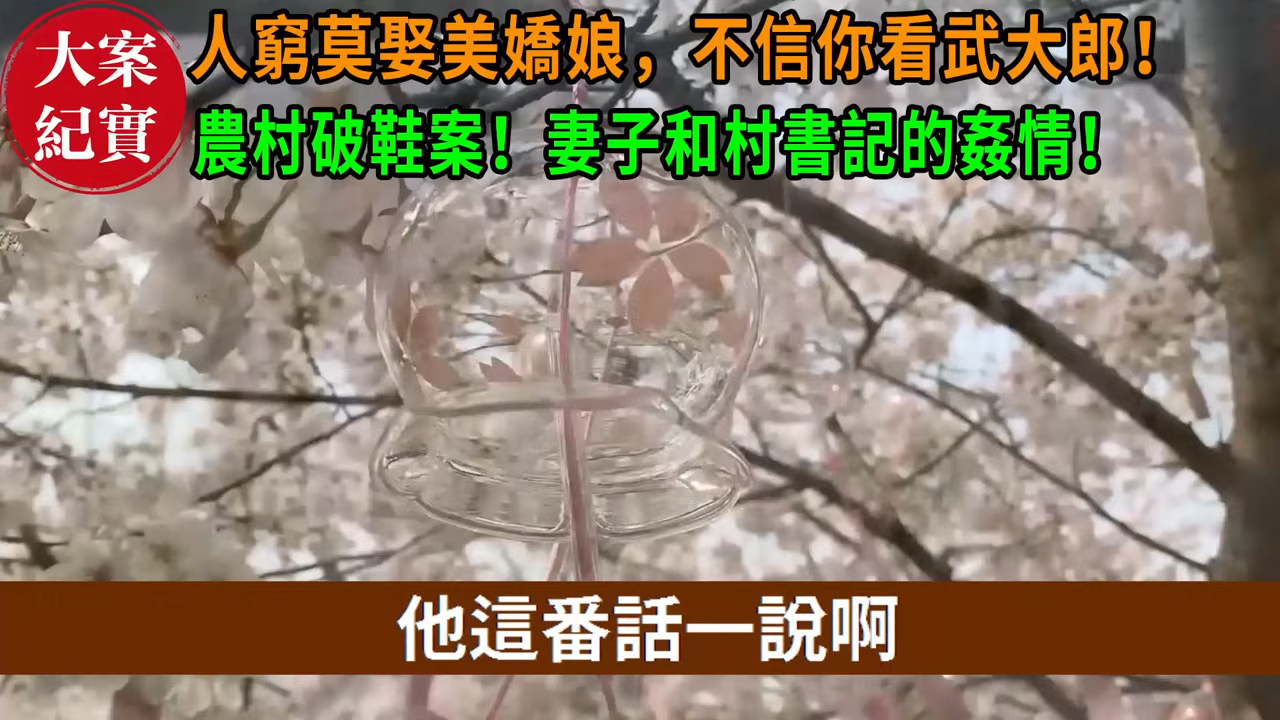 大案
紀實
人窮莫娶美嬌娘，不信你看武大郎！
農村破鞋案！妻子和村書記的姦情！
他這番話一說啊